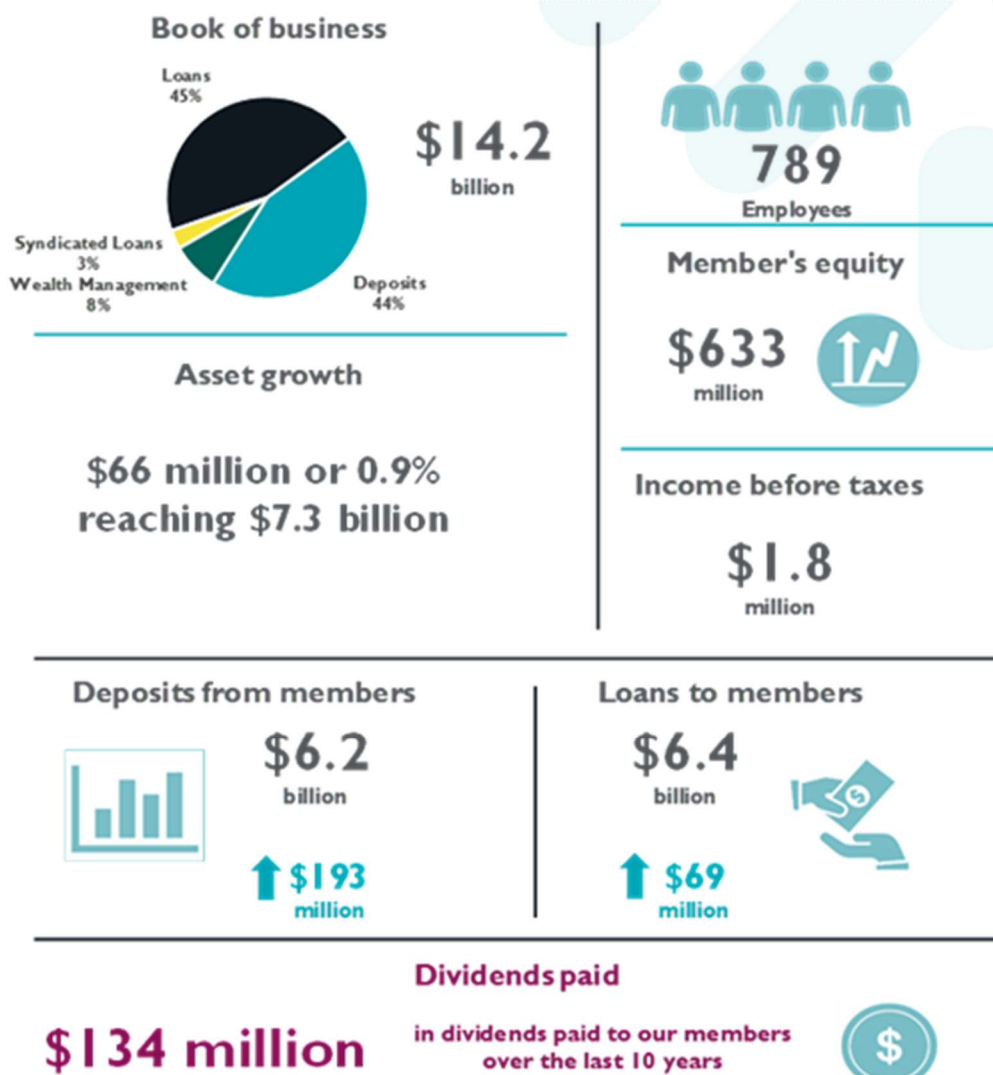 Book of business
Loans
45%
$14.2
billion
Syndicated Loans
3%
Wealth Management
8%
Deposits
44%
Asset growth
$66 million or 0.9%
reaching $7.3 billion
789
Employees
Member's equity
$633
million
Income before taxes
$1.8
million
Deposits from members
$6.2
billion
$193
million
Loans to members
$6.4
billion
$
$69
million
Dividends paid
$134 million
in dividends paid to our members
over the last 10 years
$